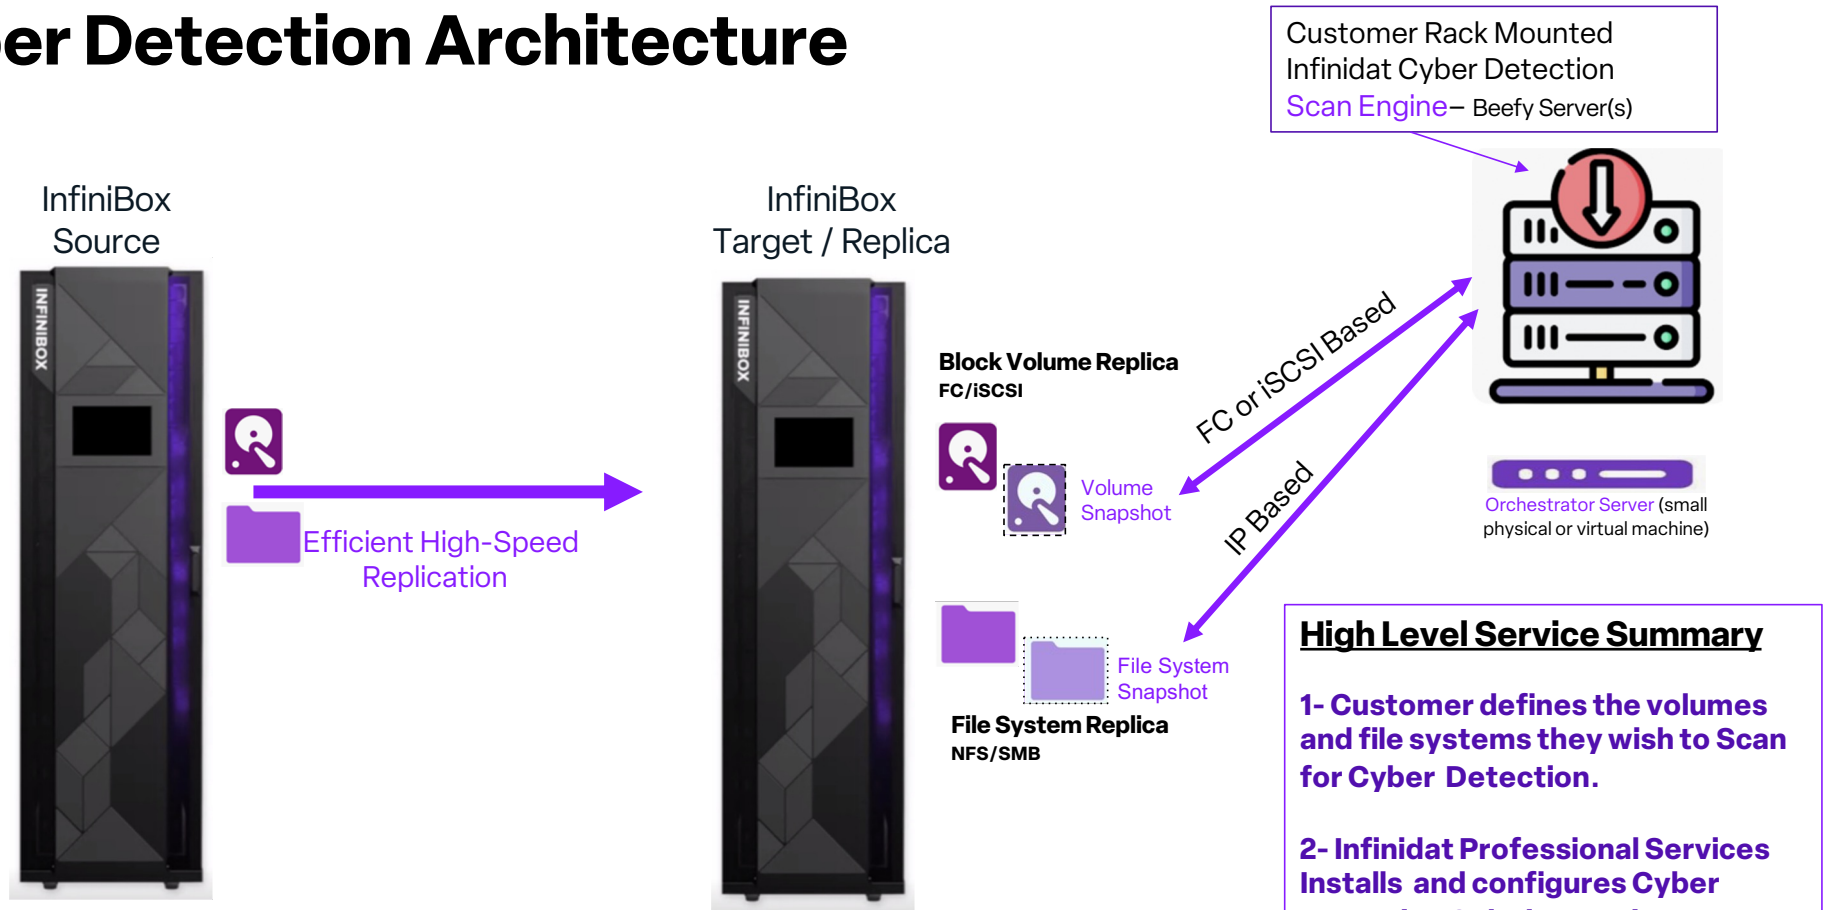 er Detection Architecture
Customer Rack Mounted
Infinidat Cyber Detection
Scan Engine– Beefy Server(s)
InfiniBox
Source
InfiniBox
Target / Replica
INFINIBOX
INFINIBOX
Efficient High-Speed
Replication
Block Volume Replica
FC/iSCSI
Volume
Snapshot
FC or iSCSI Based
IP Based
File System
Snapshot
File System Replica
NFS/SMB
Orchestrator Server (small
physical or virtual machine)
High Level Service Summary
1- Customer defines the volumes
and file systems they wish to Scan
for Cyber Detection.
2- Infinidat Professional Services
Installs and configures Cyber